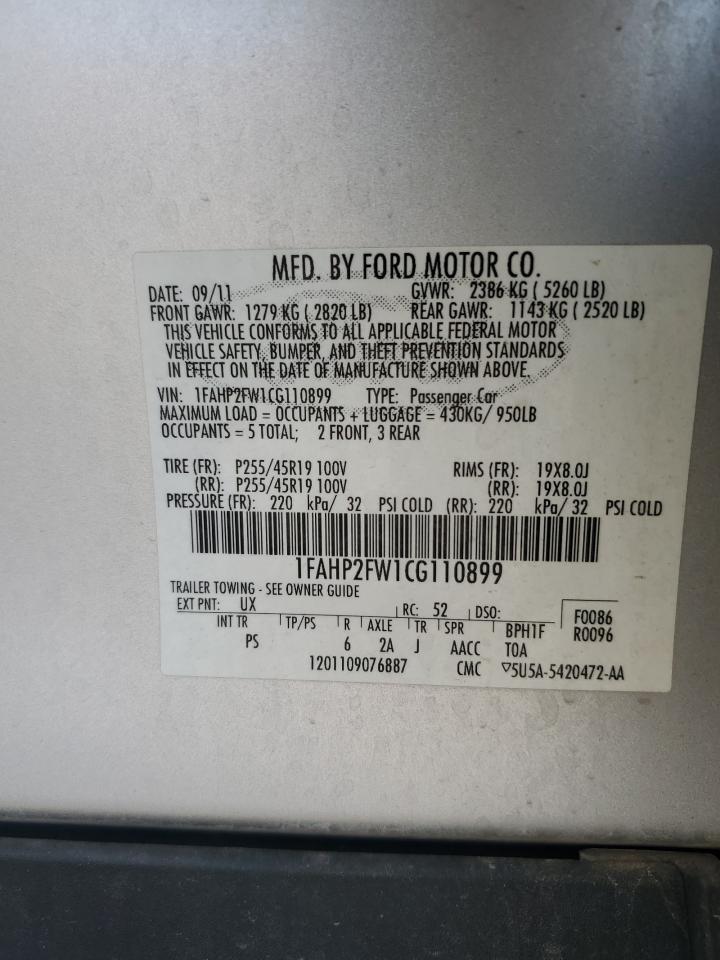 MFD. BY FORD MOTOR CO.
DATE: 09/11 GVWR: 2386 KG ( 5260 LB)
FRONT GAWR: 1279 KG ( 2820 LB) REAR GAWR: 1143 KG ( 2520 LB)
THIS VEHICLE CONFORMS TO ALL APPLICABLE FEDERAL MOTOR
VEHICLE SAFETY, BUMPER, AND THEFT PREVENTION STANDARDS
IN EFFECT ON THE DATE OF MANUFACTURE SHOWN ABOVE.
VIN: 1FAHP2FW1CG110899 TYPE: Passenger Car
MAXIMUM LOAD = OCCUPANTS + LUGGAGE = 430KG/ 950LB
OCCUPANTS = 5 TOTAL; 2 FRONT, 3 REAR
TIRE (FR): P255/45R19 100V RIMS (FR): 19X8.0J
(RR): P255/45R19 100V (RR): 19X8.0J
PRESSURE (FR): 220 kPa/ 32 PSI COLD (RR): 220 kPa/ 32 PSI COLD
1FAHP2FW1CG110899
TRAILER TOWING - SEE OWNER GUIDE
EXT PNT: UX RC: 52 DSO: F0086
INT TR TP/PS R AXLE TR SPR BPH1F R0096
PS 6 2A J AACC TOA
1201109076887 CMC ▽5U5A-5420472-AA